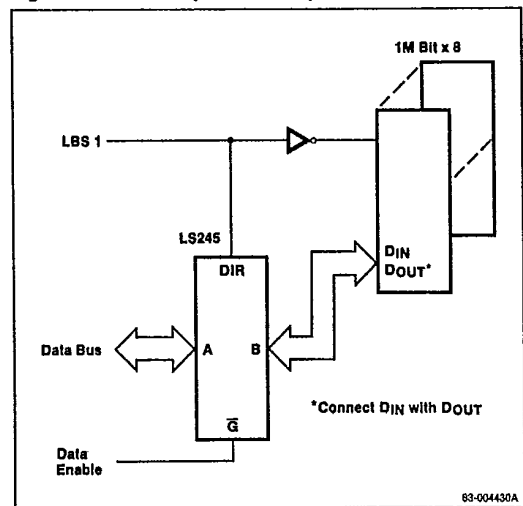 1M Bit x 8
LBS 1
LS245
DIR
DIN
DOUT*
Data Bus
A
B
*Connect DIN with DOUT
G̅
Data
Enable
83-004430A